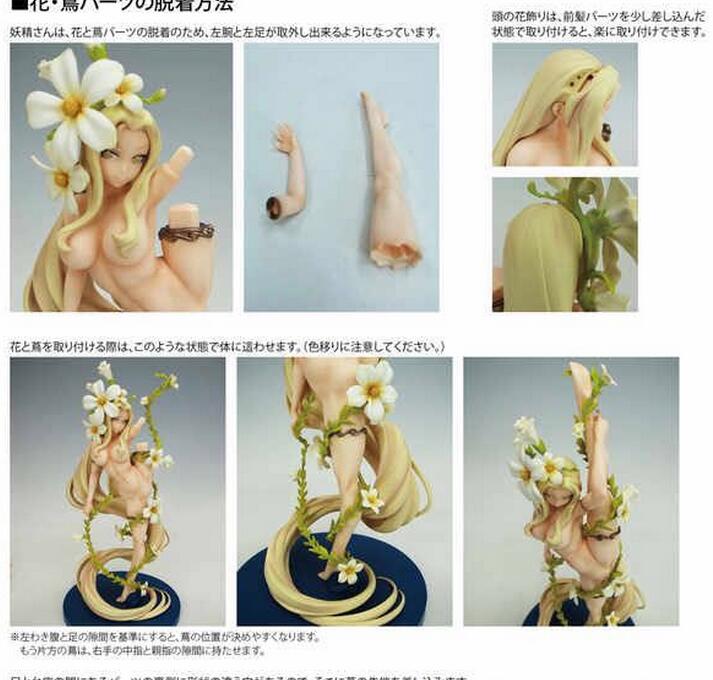 ■花・蔦パーツの脱着方法
妖精さんは、花と蔦パーツの脱着のため、左腕と左足が取外し出来るようになっています。
頭の花飾りは、前髪パーツを少し差し込んだ
状態で取り付けると、楽に取り付けできます。
花と蔦を取り付ける際は、このような状態で体に這わせます。（色移りに注意してください。）
※左わき腹と足の隙間を基準にすると、蔦の位置が決めやすくなります。
もう片方の蔦は、右手の中指と親指の隙間に持たせます。